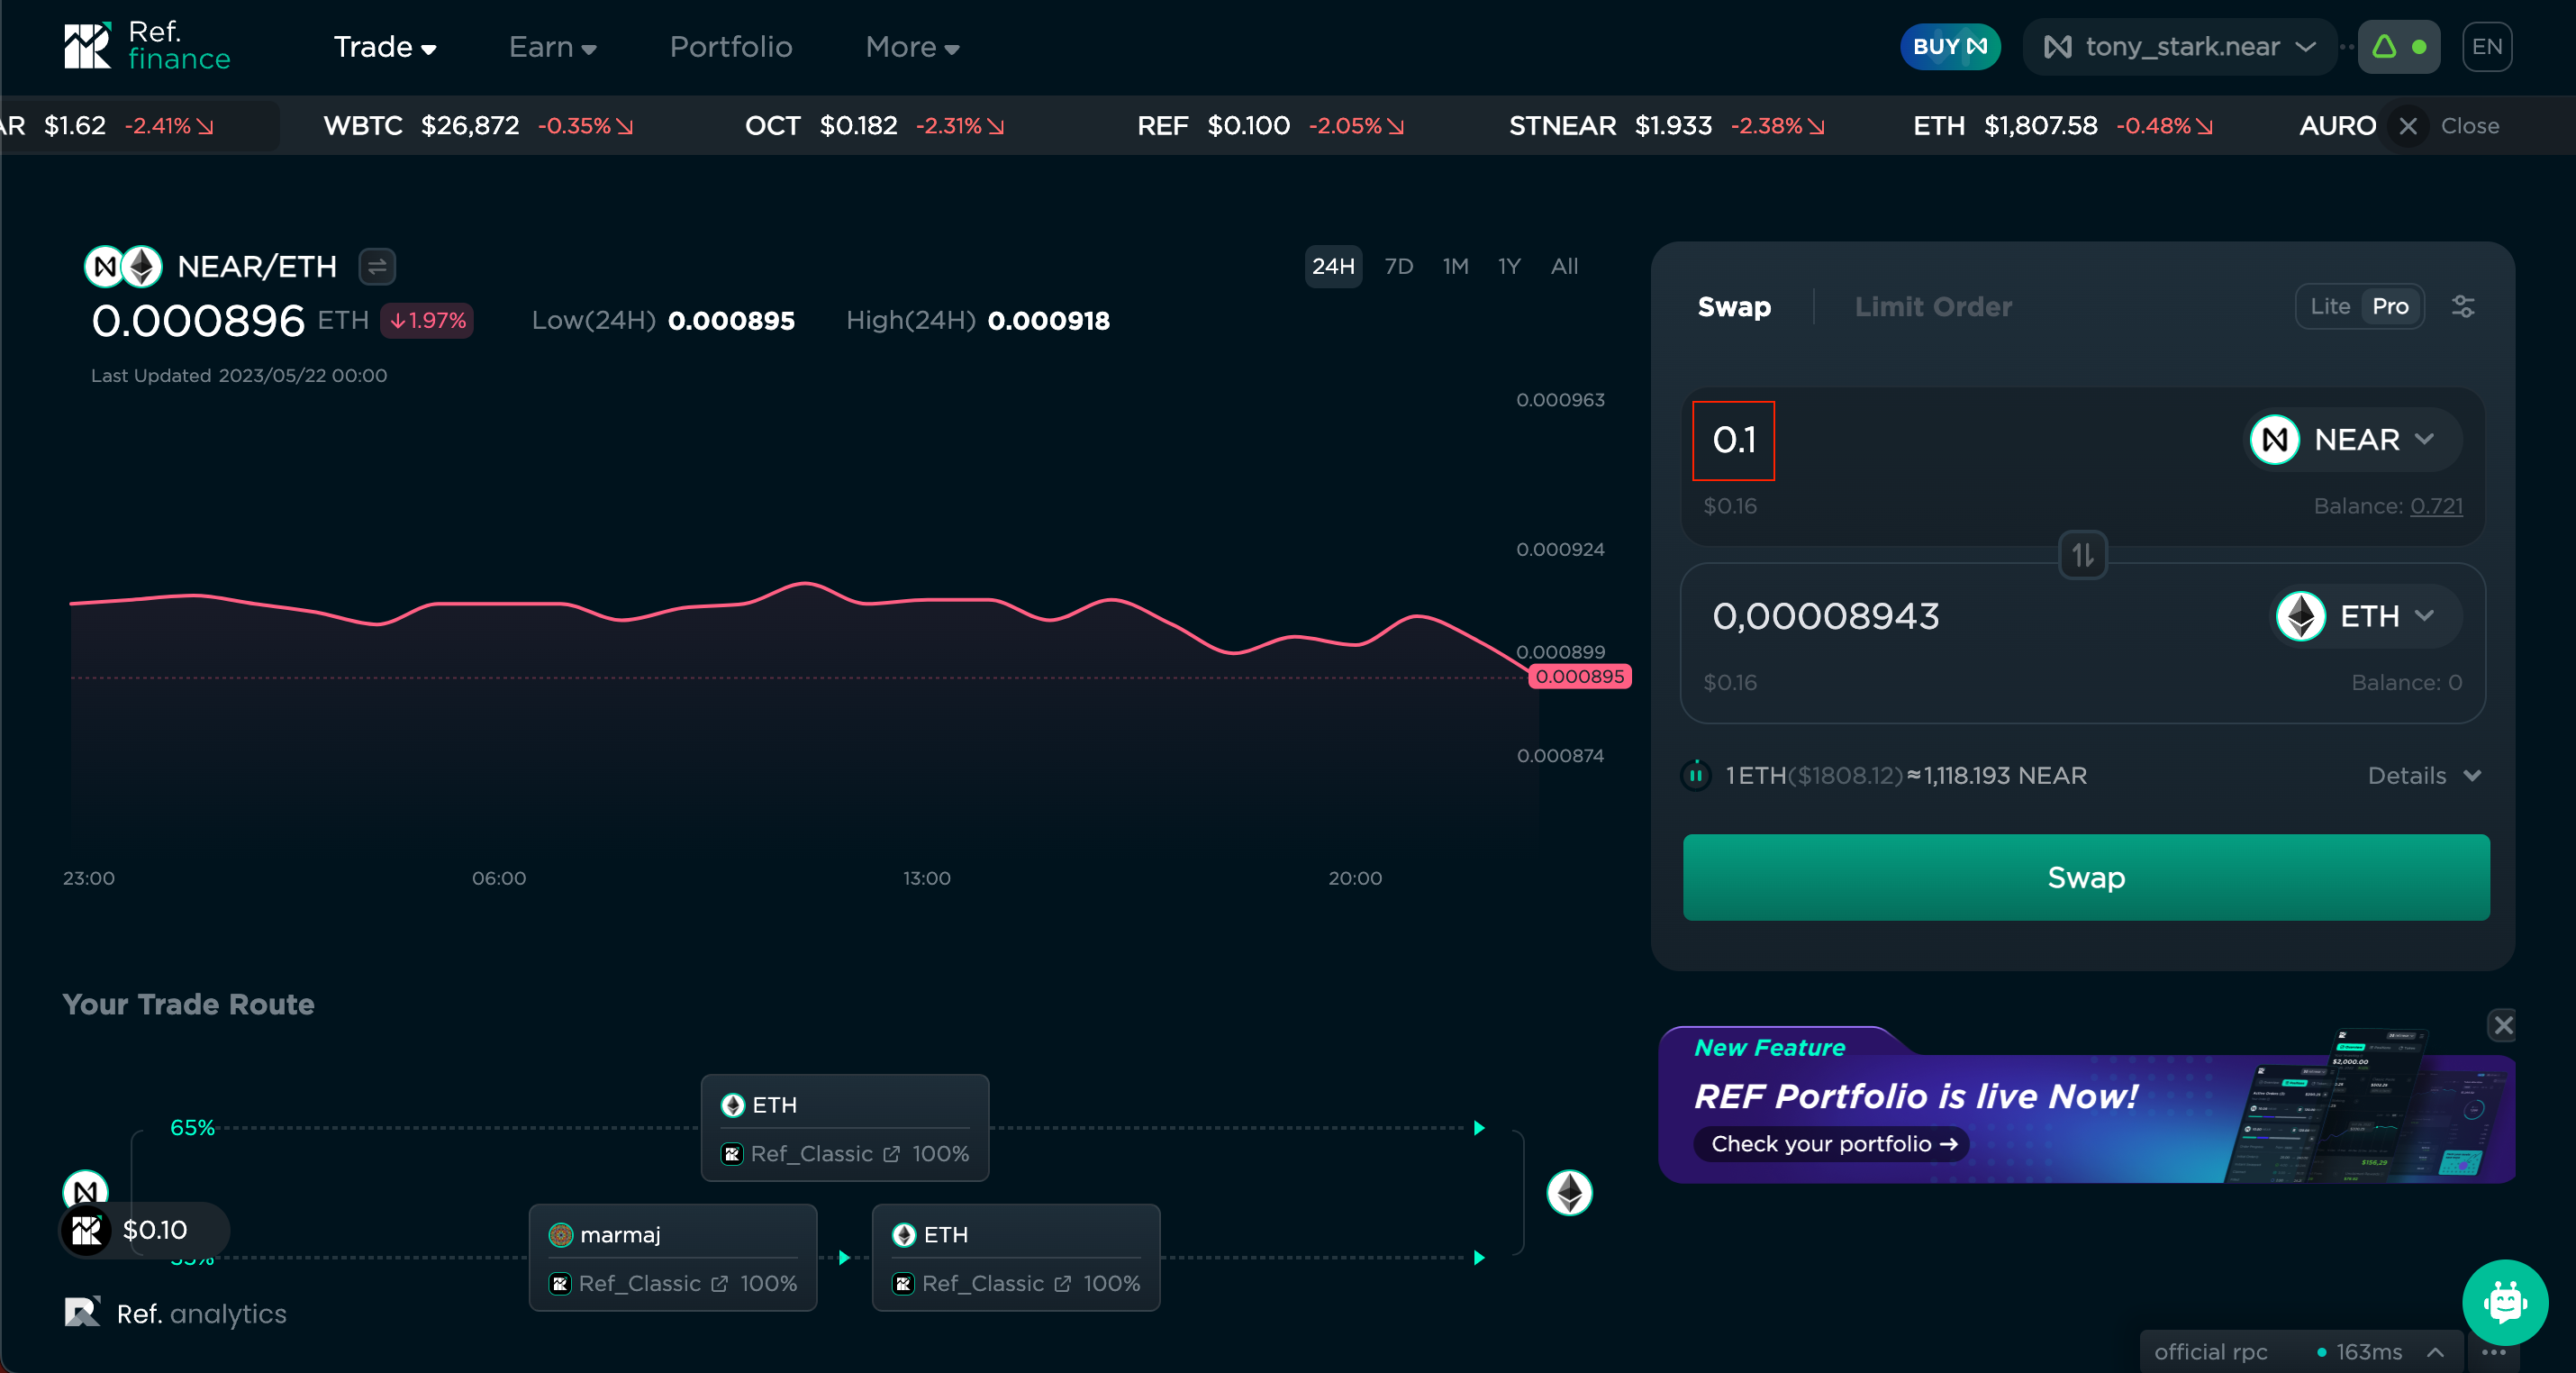 Ref.
finance
Trade
Earn
Portfolio
More
BUY
tony_stark.near
EN
AR $1.62 -2.41%
WBTC $26,872 -0.35%
OCT $0.182 -2.31%
REF $0.100 -2.05%
STNEAR $1.933 -2.38%
ETH $1,807.58 -0.48%
AURO
Close
NEAR/ETH
24H 7D 1M 1Y All
0.000896 ETH ↓1.97%
Low(24H) 0.000895
High(24H) 0.000918
Last Updated 2023/05/22 00:00
0.000963
0.000924
0.000899
0.000895
0.000874
23:00 06:00 13:00 20:00
Swap
Limit Order
Lite Pro
0.1
NEAR
$0.16
Balance: 0.721
0,00008943
ETH
$0.16
Balance: 0
1 ETH($1808.12)≈1,118.193 NEAR
Details
Swap
Your Trade Route
65%
ETH
Ref_Classic 100%
$0.10
marmaj
Ref_Classic 100%
ETH
Ref_Classic 100%
Ref. analytics
New Feature
REF Portfolio is live Now!
Check your portfolio →
$2,000.00
$156,29
official rpc
163ms